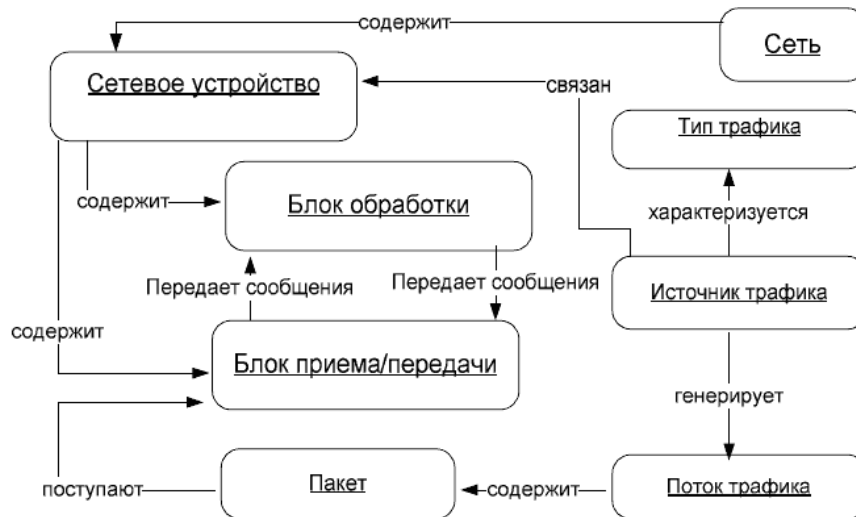 содержит
Сеть
Сетевое устройство
связан
Тип трафика
содержит
Блок обработки
характеризуется
Передает сообщения
Передает сообщения
Источник трафика
содержит
Блок приема/передачи
генерирует
поступают
Пакет
содержит
Поток трафика